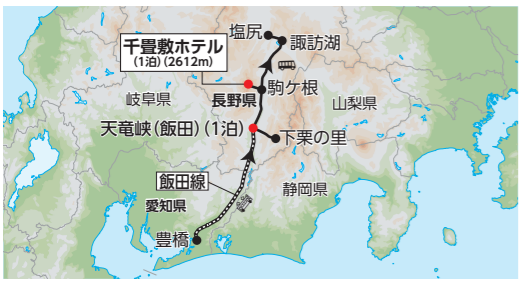 塩尻
諏訪湖
千畳敷ホテル
(1泊)(2612m)
駒ケ根
長野県
岐阜県
山梨県
天竜峡(飯田)(1泊)
下栗の里
飯田線
静岡県
愛知県
豊橋